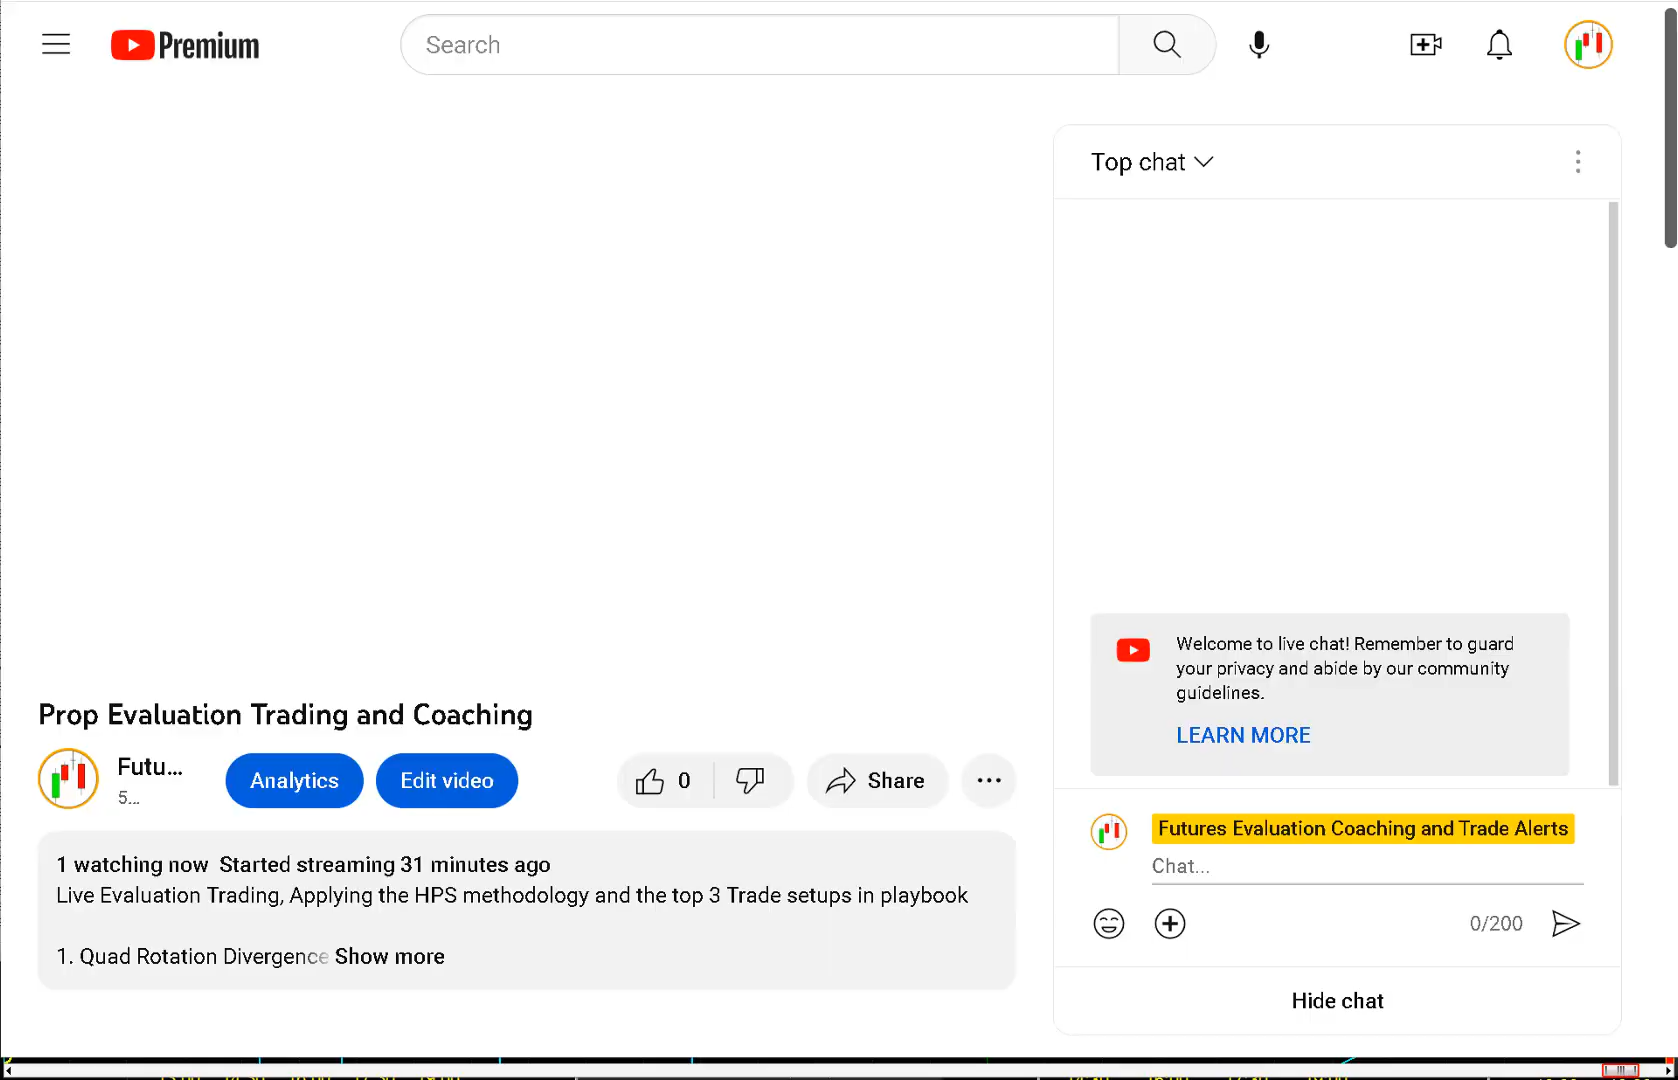 Premium
Search
Top chat
Welcome to live chat! Remember to guard
your privacy and abide by our community
guidelines.
LEARN MORE
Prop Evaluation Trading and Coaching
Futu...
5...
Analytics
Edit video
0
Share
1 watching now Started streaming 31 minutes ago
Live Evaluation Trading, Applying the HPS methodology and the top 3 Trade setups in playbook
1. Quad Rotation Divergence Show more
Futures Evaluation Coaching and Trade Alerts
Chat...
0/200
Hide chat